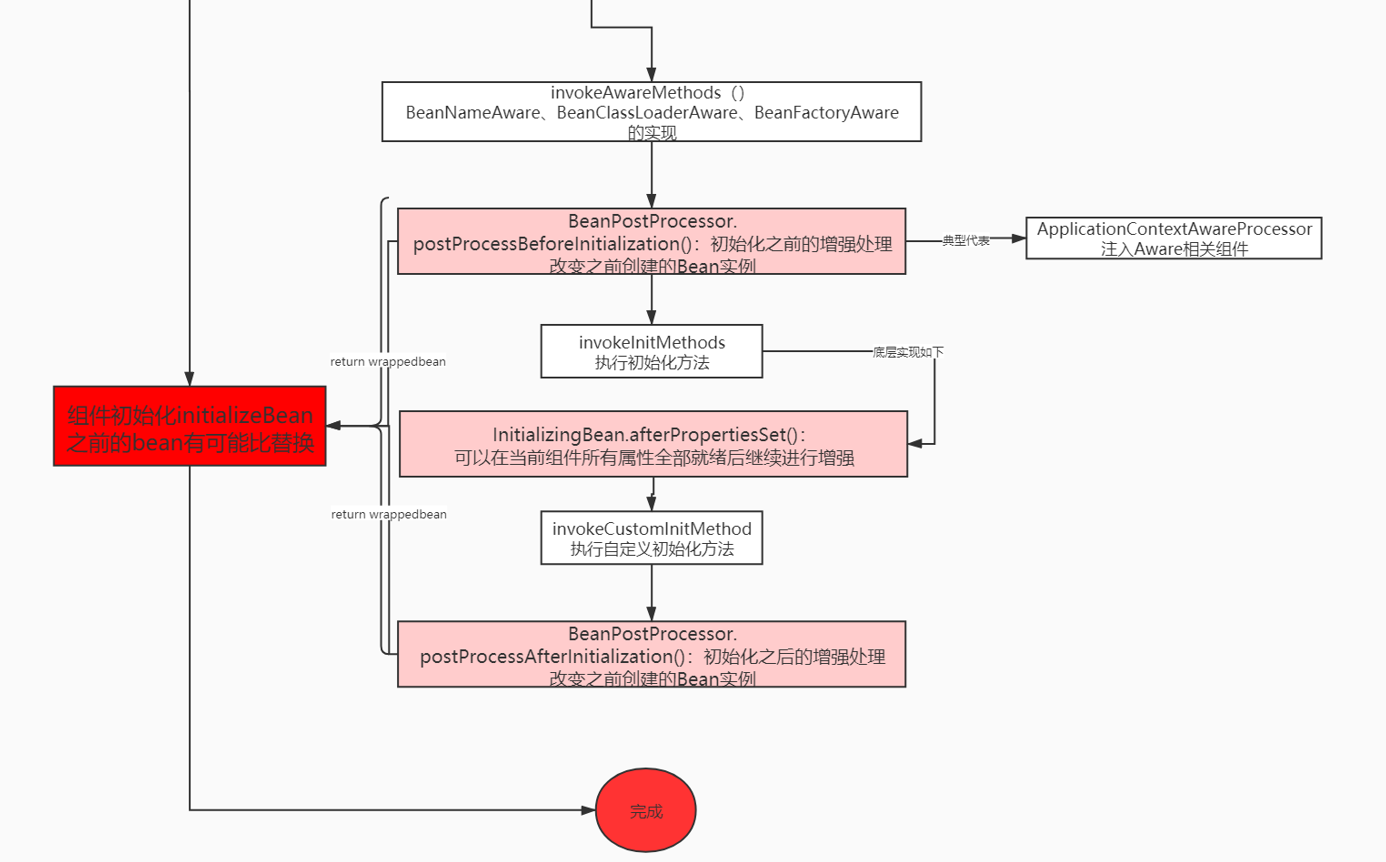 invokeAwareMethods（）
BeanNameAware、BeanClassLoaderAware、BeanFactoryAware
的实现
BeanPostProcessor.
postProcessBeforeInitialization()：初始化之前的增强处理
改变之前创建的Bean实例
典型代表
ApplicationContextAwareProcessor
注入Aware相关组件
invokeInitMethods
执行初始化方法
底层实现如下
return wrappedbean
组件初始化initializeBean
之前的bean有可能比替换
InitializingBean.afterPropertiesSet()：
可以在当前组件所有属性全部就绪后继续进行增强
return wrappedbean
invokeCustomInitMethod
执行自定义初始化方法
BeanPostProcessor.
postProcessAfterInitialization()：初始化之后的增强处理
改变之前创建的Bean实例
完成